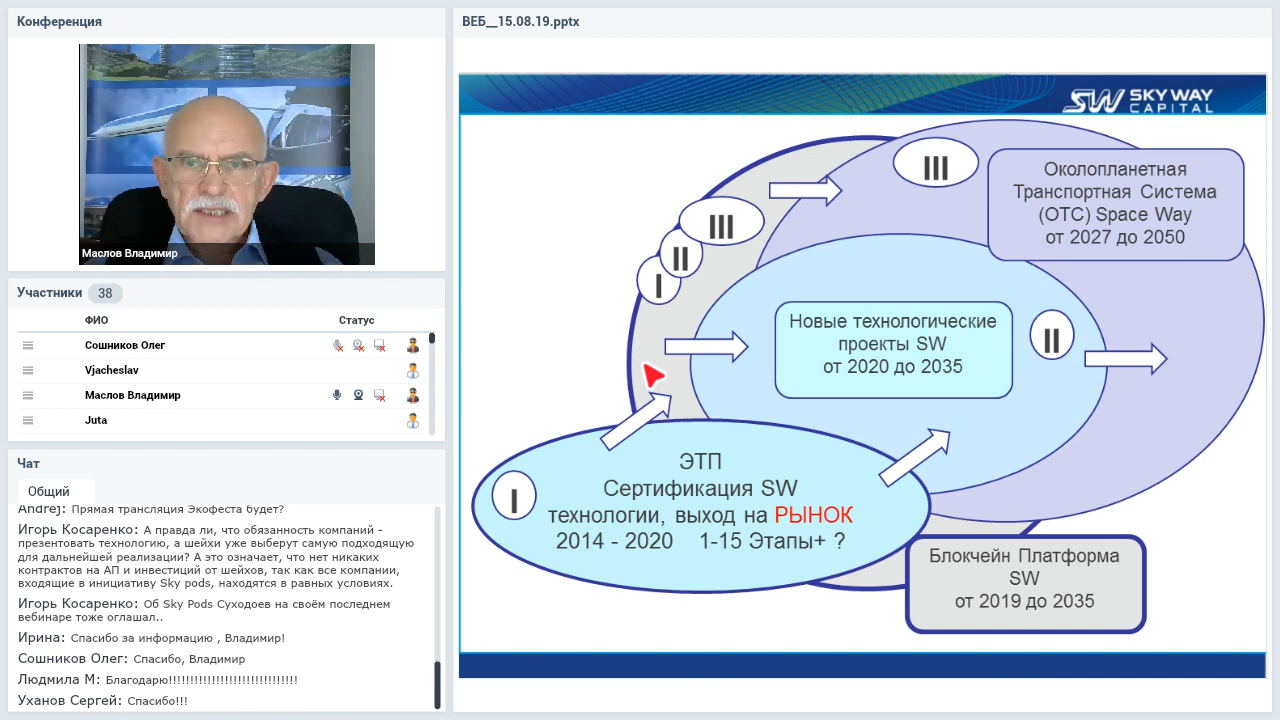 Конференция
Маслов Владимир
Участники 38
ФИО Статус
Сошников Олег
Vjacheslav
Маслов Владимир
Juta
Чат
Общий
Andrej: Прямая трансляция Экофеста будет?
Игорь Косаренко: А правда ли, что обязанность компаний -
презентовать технологию, а шейхи уже выберут самую подходящую
для дальнейшей реализации? А это означает, что нет никаких
контрактов на АП и инвестиций от шейхов, так как все компании,
входящие в инициативу Sky pods, находятся в равных условиях.
Игорь Косаренко: Об Sky Pods Суходоев на своём последнем
вебинаре тоже оглашал..
Ирина: Спасибо за информацию , Владимир!
Сошников Олег: Спасибо, Владимир
Людмила М: Благодарю!!!!!!!!!!!!!!!!!!!!!!!!!!!!!!
Уханов Сергей: Спасибо!!!
ВЕБ__15.08.19.pptx
SW SKY WAY
CAPITAL
III
Околопланетная
Транспортная Система
(ОТС) Space Way
от 2027 до 2050
III
II
I
Новые технологические
проекты SW
от 2020 до 2035
II
I
ЭТП
Сертификация SW
технологии, выход на РЫНОК
2014 - 2020 1-15 Этапы+ ?
Блокчейн Платформа
SW
от 2019 до 2035